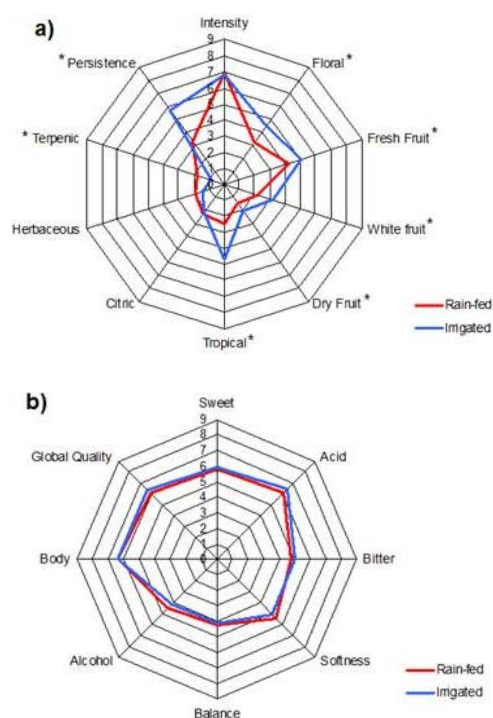 a)
Intensity
* Persistence
Floral *
* Terpenic
Fresh Fruit *
Herbaceous
White fruit *
Citric
Dry Fruit *
Tropical *
9
8
7
6
5
4
3
2
1
0
Rain-fed
Irrigated
b)
Sweet
Global Quality
Acid
Body
Bitter
Alcohol
Softness
Balance
9
8
7
6
5
4
3
2
1
0
Rain-fed
Irrigated